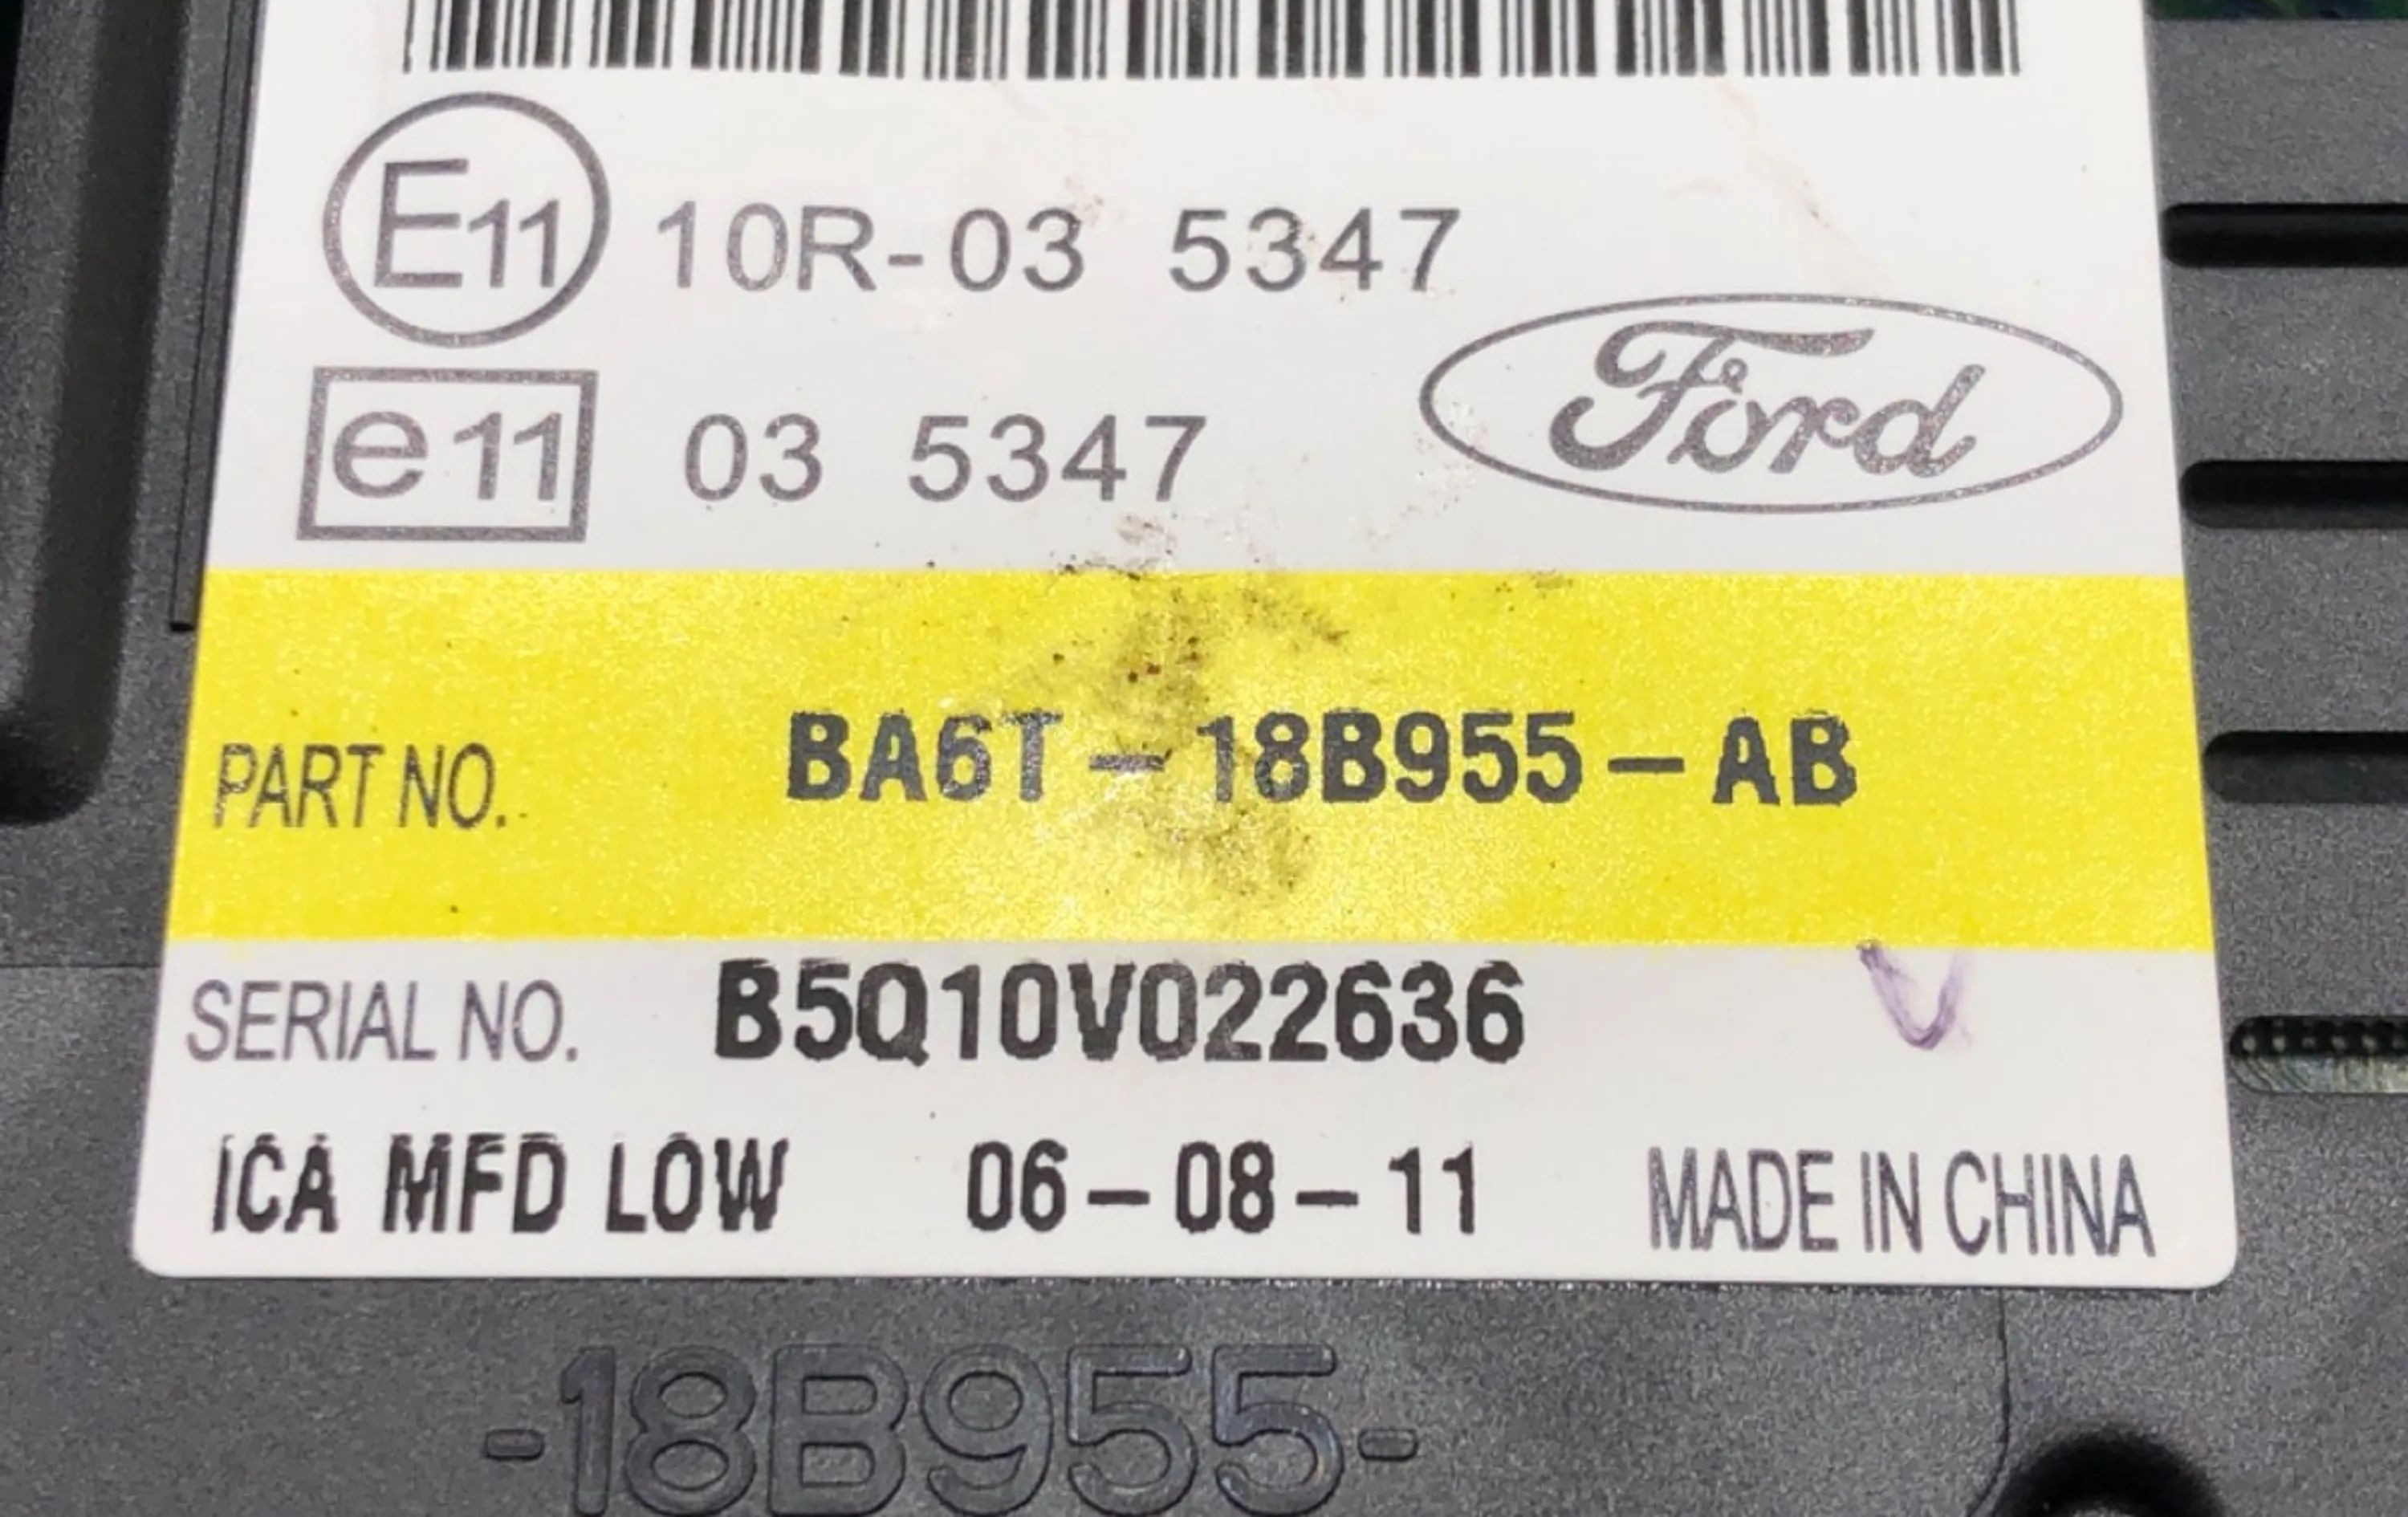 E11 10R-03 5347
e11 03 5347
Ford
PART NO. BA6T-18B955-AB
SERIAL NO. B5Q10V022636
ICA MFD LOW 06-08-11 MADE IN CHINA
-18B955-